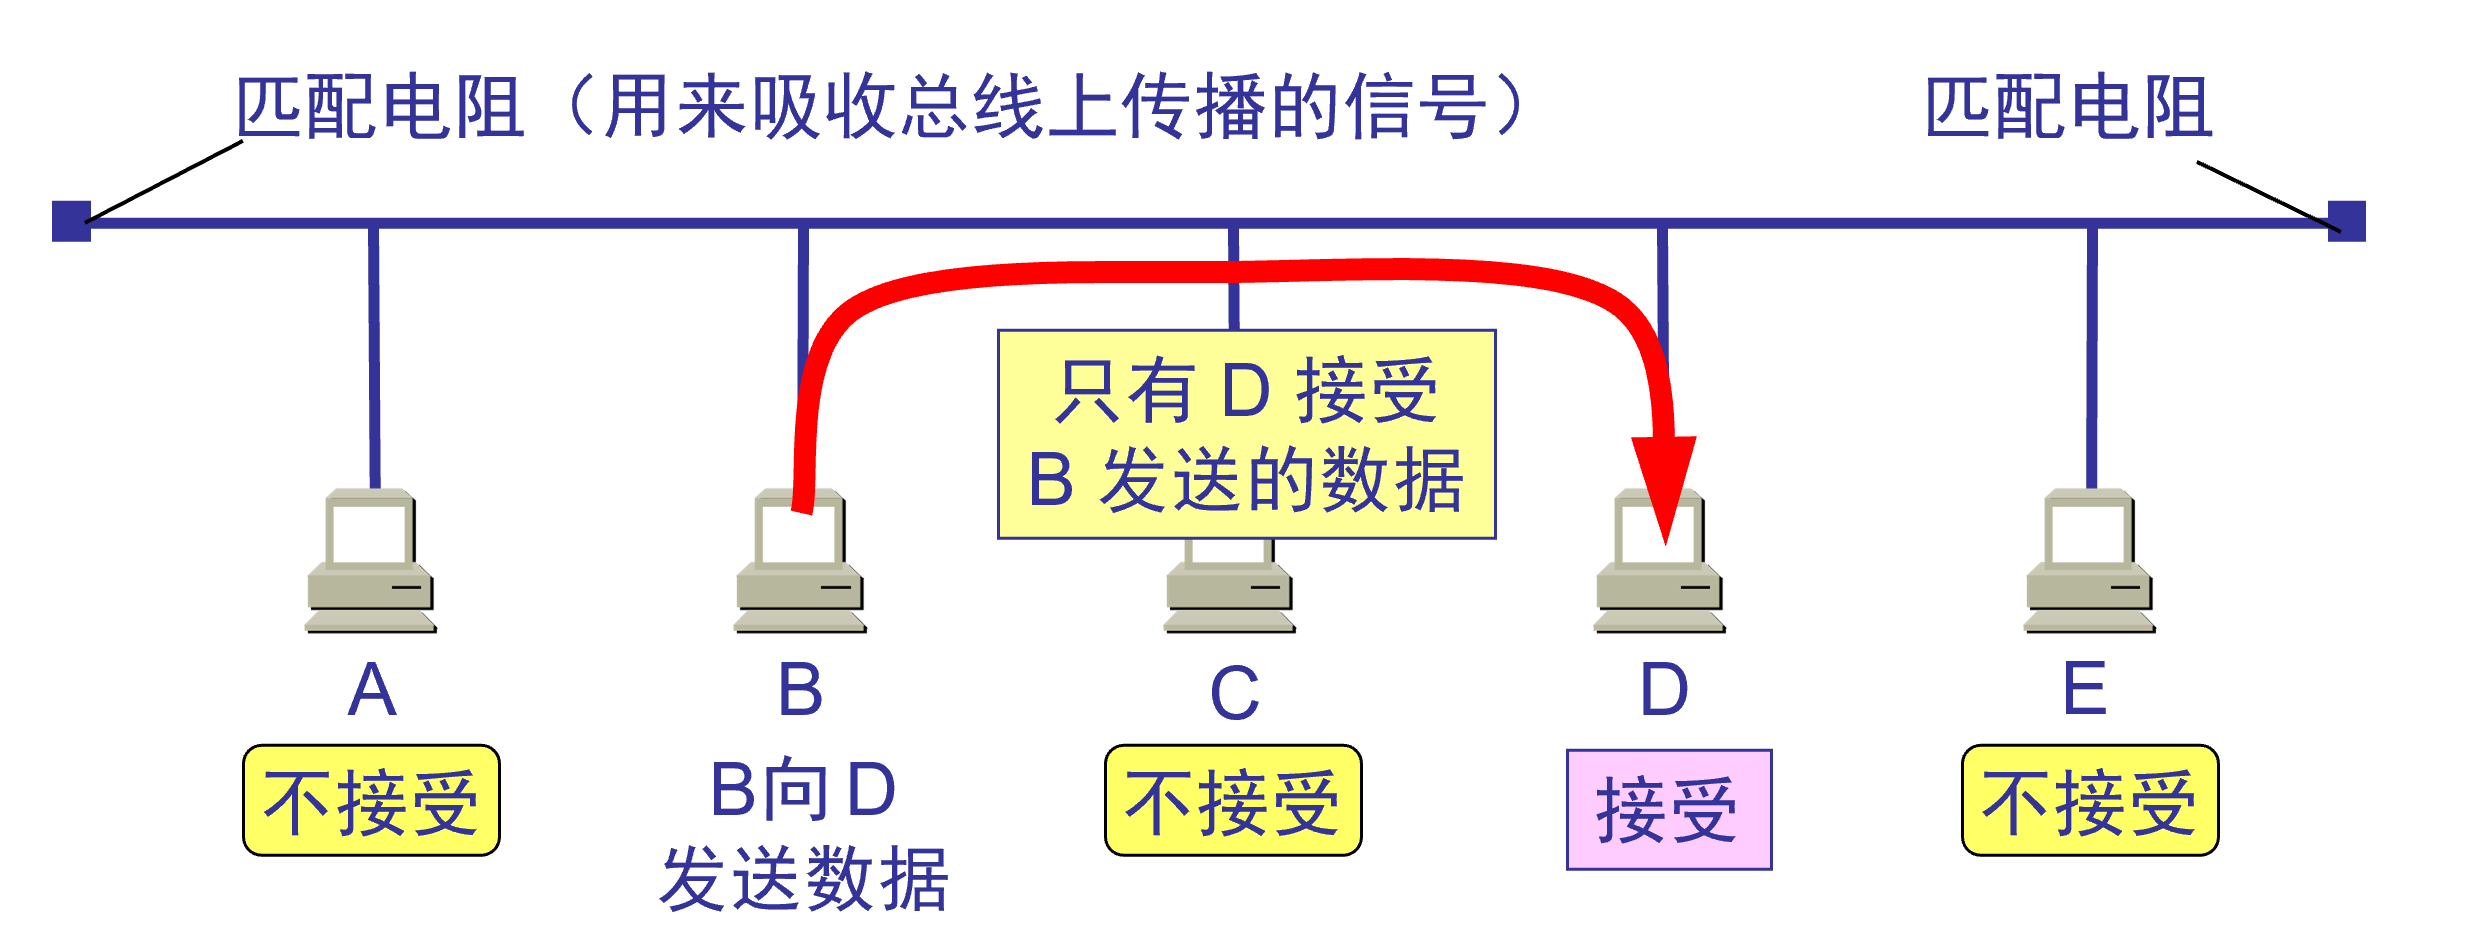 匹配电阻（用来吸收总线上传播的信号）
匹配电阻
只有 D 接受
B 发送的数据
A
B
C
D
E
不接受
B向 D
发送数据
不接受
接受
不接受